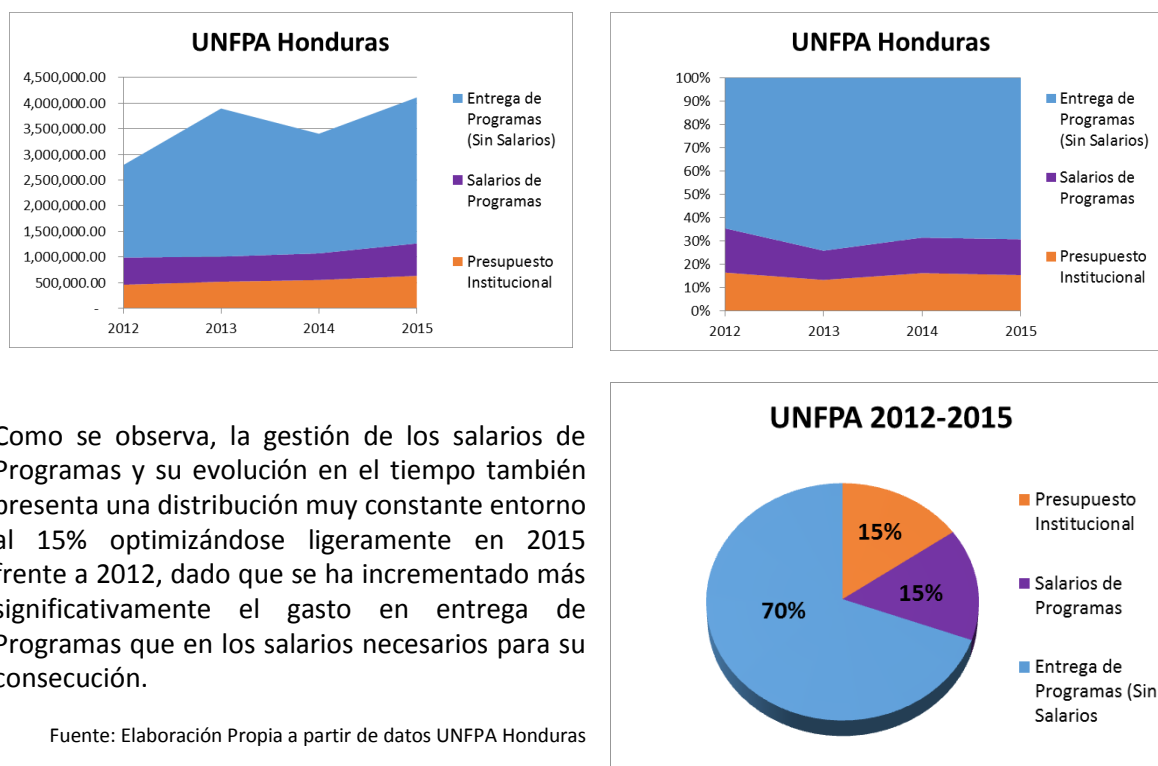 UNFPA Honduras
4,500,000.00
4,000,000.00
3,500,000.00
3,000,000.00
2,500,000.00
2,000,000.00
1,500,000.00
1,000,000.00
500,000.00
-
2012 2013 2014 2015
Entrega de
Programas
(Sin Salarios)
Salarios de
Programas
Presupuesto
Institucional
UNFPA Honduras
100%
90%
80%
70%
60%
50%
40%
30%
20%
10%
0%
2012 2013 2014 2015
Entrega de
Programas
(Sin Salarios)
Salarios de
Programas
Presupuesto
Institucional
Como se observa, la gestión de los salarios de
Programas y su evolución en el tiempo también
presenta una distribución muy constante entorno
al 15% optimizándose ligeramente en 2015
frente a 2012, dado que se ha incrementado más
significativamente el gasto en entrega de
Programas que en los salarios necesarios para su
consecución.
Fuente: Elaboración Propia a partir de datos UNFPA Honduras
UNFPA 2012-2015
15%
15%
70%
Presupuesto
Institucional
Salarios de
Programas
Entrega de
Programas (Sin
Salarios